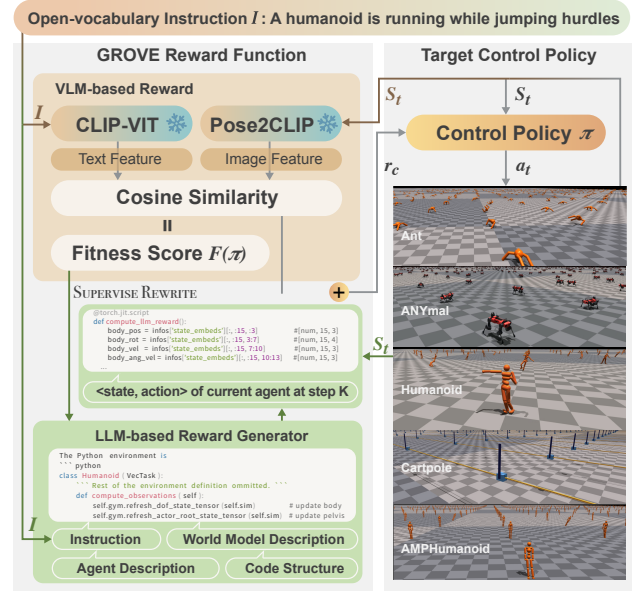 Open-vocabulary Instruction I : A humanoid is running while jumping hurdles
GROVE Reward Function
VLM-based Reward
I
CLIP-VIT
Pose2CLIP
Text Feature
Image Feature
Cosine Similarity
=
Fitness Score F(π)
SUPERVISE REWRITE
+
@torch.jit.script
def compute_llm_reward():
body_pos = infos['state_embeds'][:, :15, :3] #[num, 15, 3]
body_rot = infos['state_embeds'][:, :15, 3:7] #[num, 15, 4]
body_vel = infos['state_embeds'][:, :15, 7:10] #[num, 15, 3]
body_ang_vel = infos['state_embeds'][:, :15, 10:13] #[num, 15, 3]
...
<state, action> of current agent at step K
LLM-based Reward Generator
The Python environment is
``` python
class Humanoid ( VecTask ):
``` Rest of the environment definition ommitted. ```
def compute_observations ( self ):
self.gym.refresh_dof_state_tensor (self.sim) # update body
self.gym.refresh_actor_root_state_tensor (self.sim) # update pelvis
I
Instruction
World Model Description
Agent Description
Code Structure
Target Control Policy
St
St
Control Policy π
rc
at
St
Ant
ANYmal
Humanoid
Cartpole
AMPHumanoid